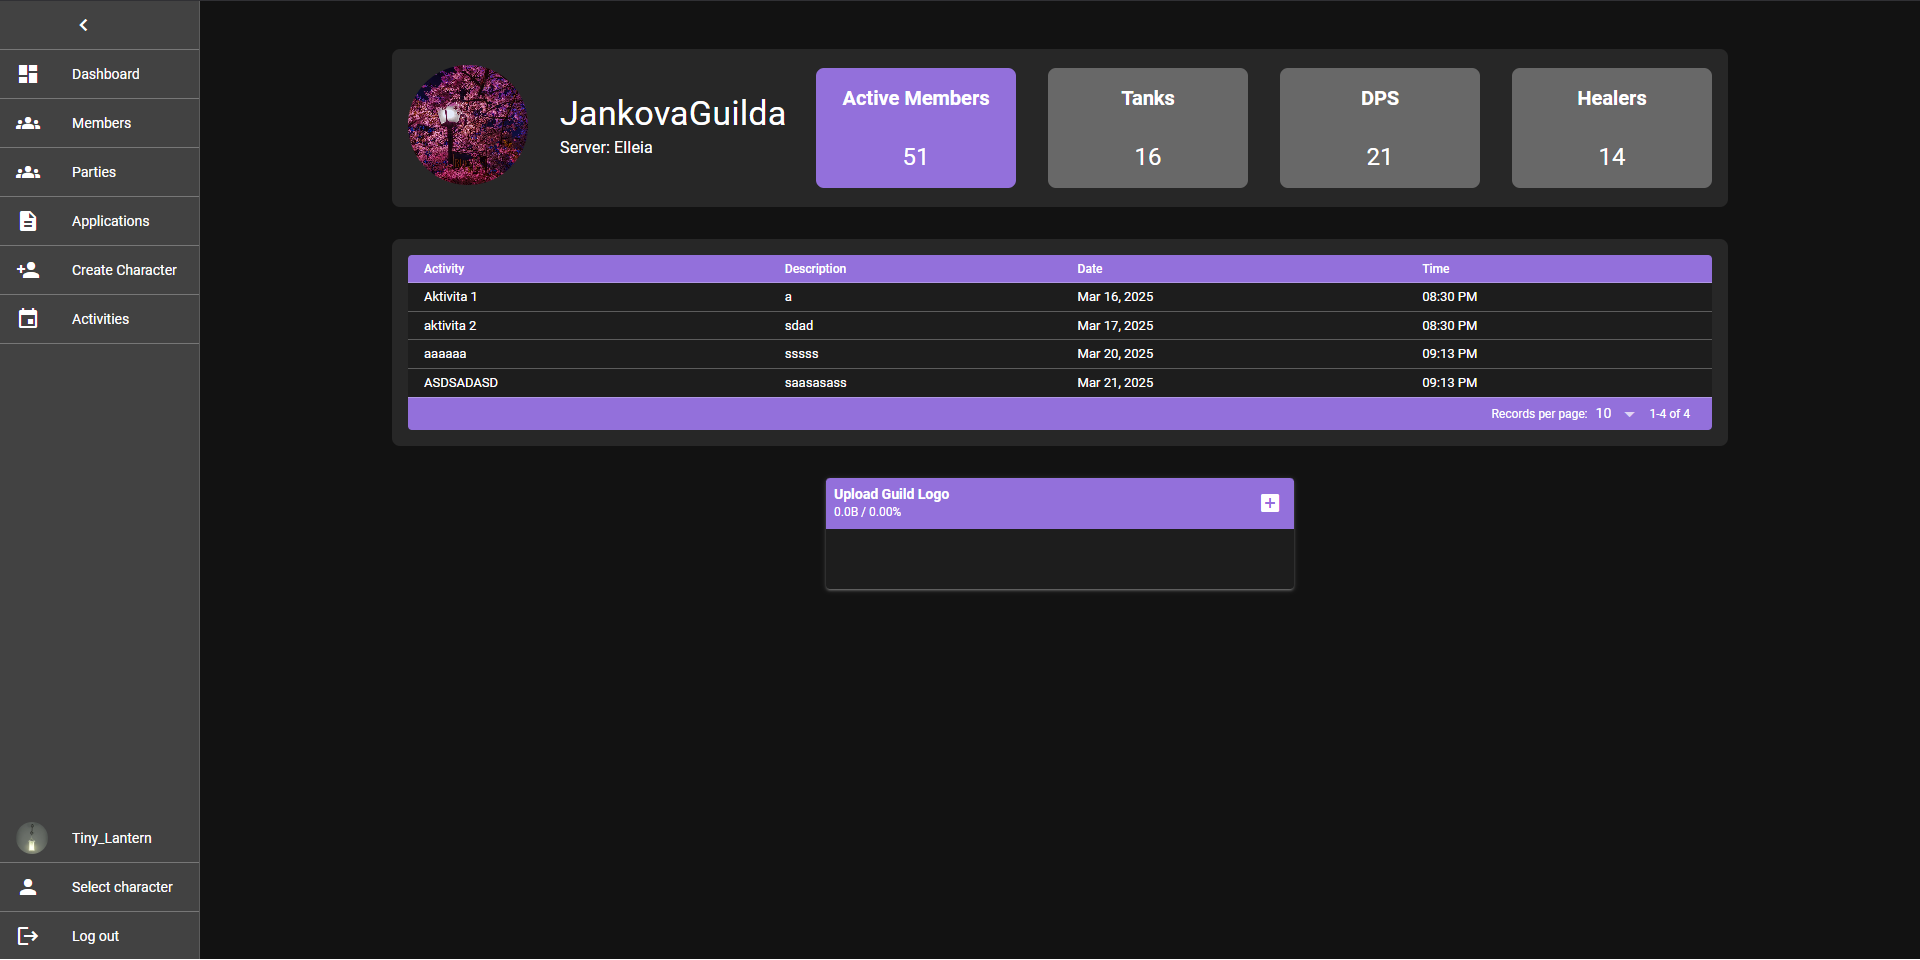 Dashboard
Members
Parties
Applications
Create Character
Activities
Tiny_Lantern
Select character
Log out
JankovaGuilda
Server: Elleia
Active Members
51
Tanks
16
DPS
21
Healers
14
Activity Description Date Time
Aktivita 1 a Mar 16, 2025 08:30 PM
aktivita 2 sdad Mar 17, 2025 08:30 PM
aaaaaa sssss Mar 20, 2025 09:13 PM
ASDSADASD saasasass Mar 21, 2025 09:13 PM
Records per page: 10 1-4 of 4
Upload Guild Logo
0.0B / 0.00%